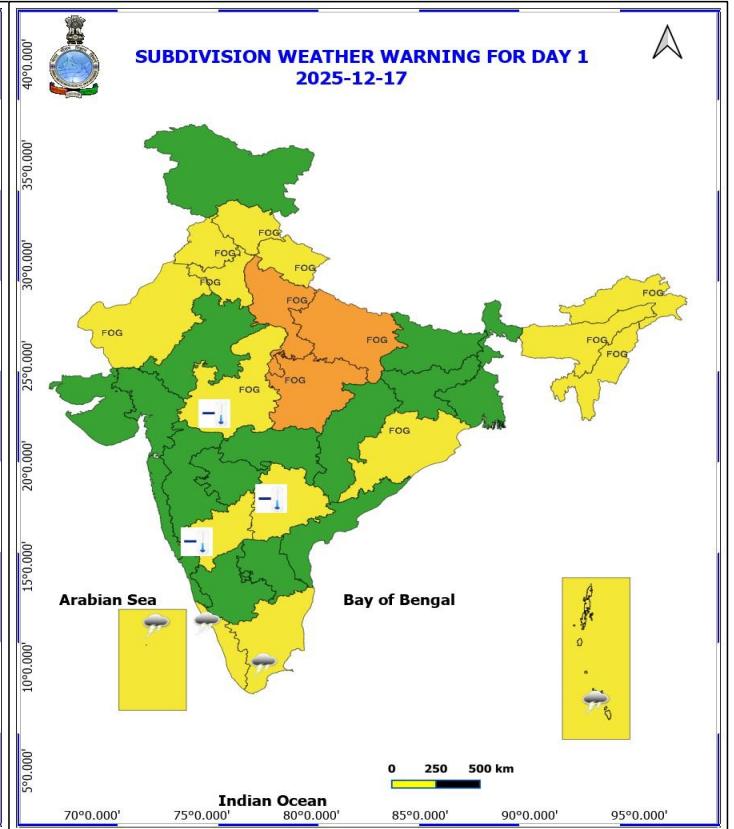 SUBDIVISION WEATHER WARNING FOR DAY 1
2025-12-17
40°0.000'
35°0.000'
30°0.000'
25°0.000'
20°0.000'
15°0.000'
10°0.000'
5°0.000'
FOG
FOG
FOG
FOG
FOG
FOG
FOG
FOG
FOG
FOG
FOG
FOG
FOG
Arabian Sea
Bay of Bengal
0 250 500 km
Indian Ocean
70°0.000' 75°0.000' 80°0.000' 85°0.000' 90°0.000' 95°0.000'